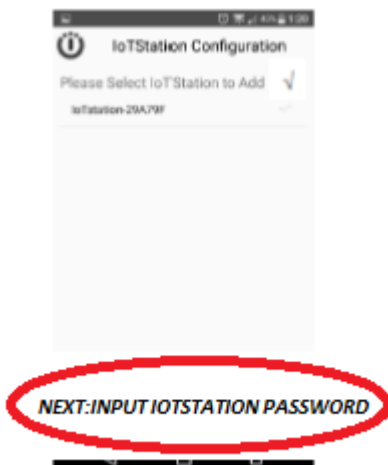 IoTStation Configuration
Please Select IoTStation to Add √
IoTstation-29A79F
NEXT:INPUT IOTSTATION PASSWORD